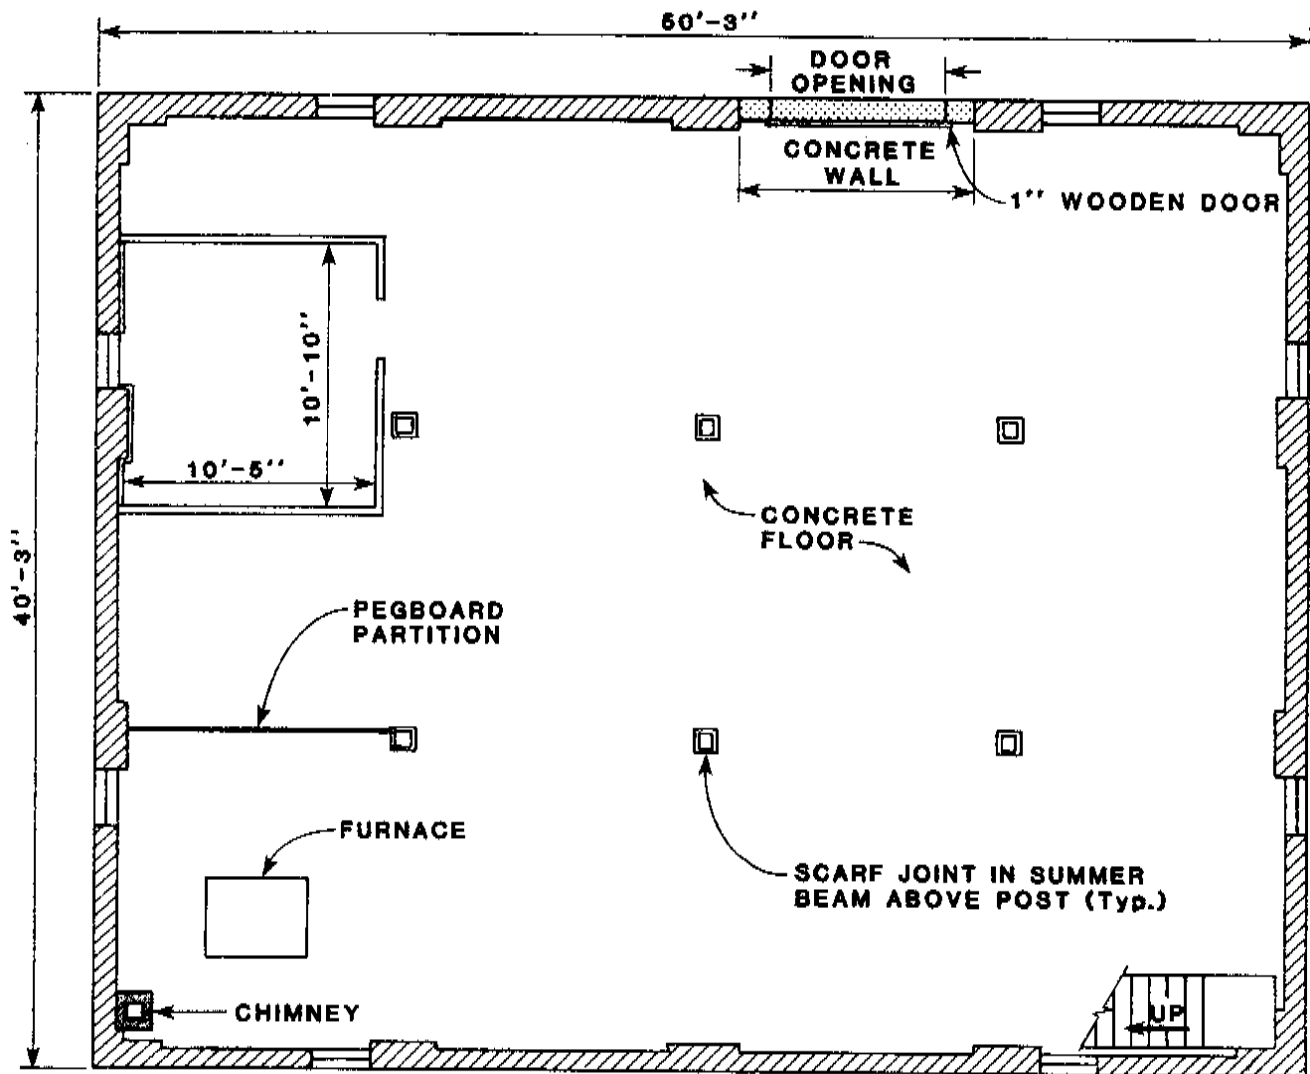 50'-3''
DOOR
OPENING
CONCRETE
WALL
1'' WOODEN DOOR
10'-10''
10'-5''
CONCRETE
FLOOR
40'-3''
PEGBOARD
PARTITION
FURNACE
SCARF JOINT IN SUMMER
BEAM ABOVE POST (Typ.)
CHIMNEY
UP